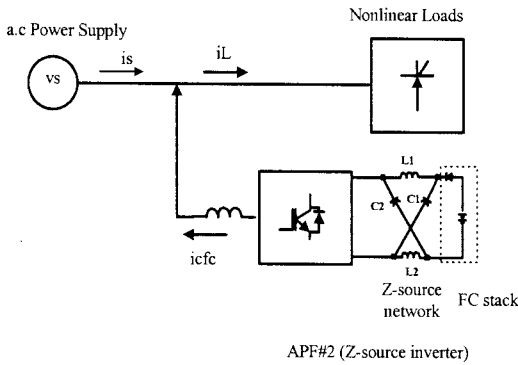 Nonlinear Loads
a.c Power Supply
is
iL
vs
L1
C2
C1
icfc
L2
Z-source
network
FC stack
APF#2 (Z-source inverter)